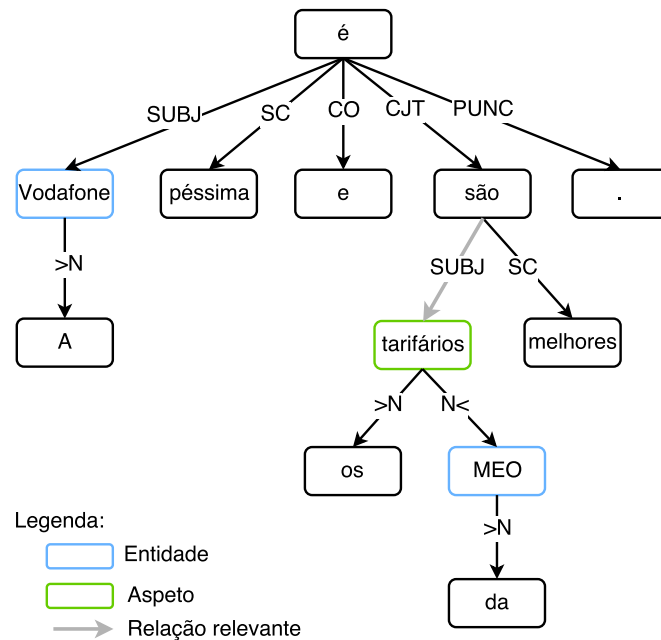 é
SUBJ SC CO CJT PUNC
Vodafone péssima e são .
>N SUBJ SC
A tarifários melhores
>N N<
os MEO
>N
da
Legenda:
Entidade
Aspeto
Relação relevante